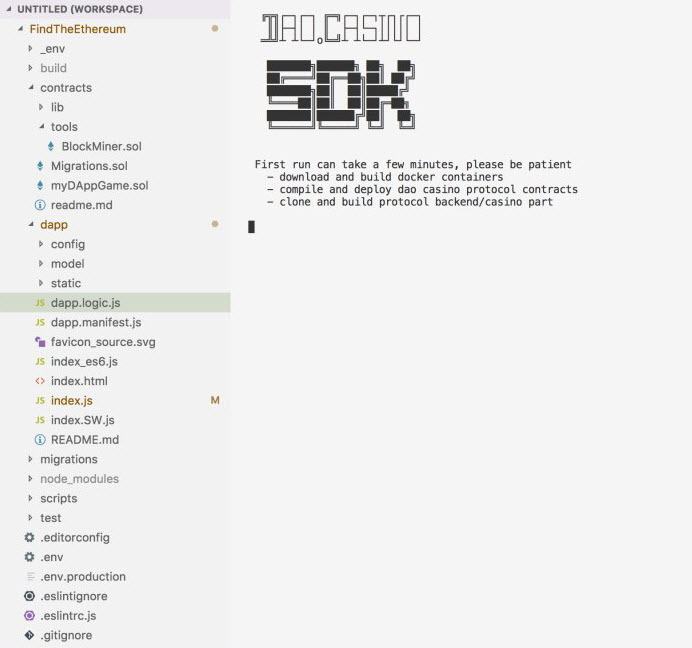 UNTITLED (WORKSPACE)
FindTheEthereum
_env
build
contracts
lib
tools
BlockMiner.sol
Migrations.sol
myDAppGame.sol
readme.md
dapp
config
model
static
JS dapp.logic.js
JS dapp.manifest.js
favicon_source.svg
JS index_es6.js
<> index.html
JS index.js M
JS index.SW.js
README.md
migrations
node_modules
scripts
test
.editorconfig
.env
.env.production
.eslintignore
.eslintrc.js
.gitignore
DAO.CASINO
SDK
First run can take a few minutes, please be patient
- download and build docker containers
- compile and deploy dao casino protocol contracts
- clone and build protocol backend/casino part